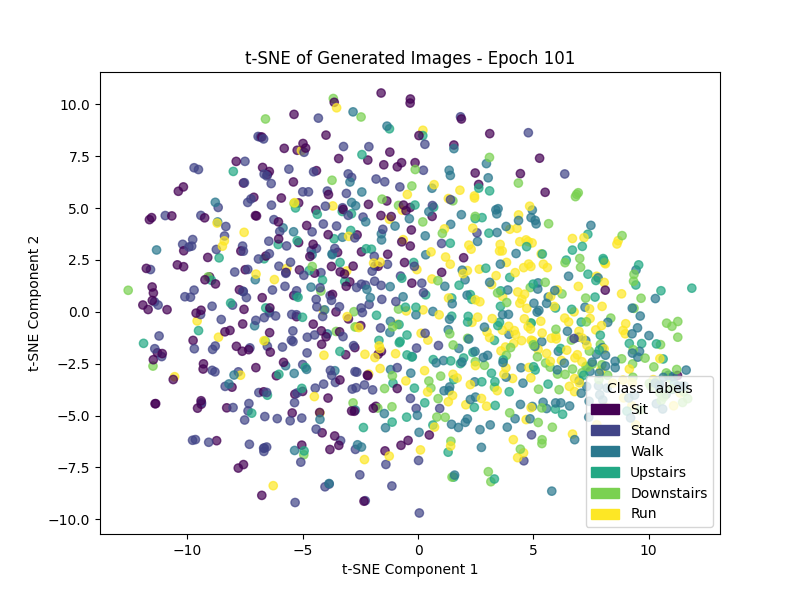 t-SNE of Generated Images - Epoch 101
t-SNE Component 2
10.0
7.5
5.0
2.5
0.0
−2.5
−5.0
−7.5
−10.0
Class Labels
Sit
Stand
Walk
Upstairs
Downstairs
Run
−10
−5
0
5
10
t-SNE Component 1